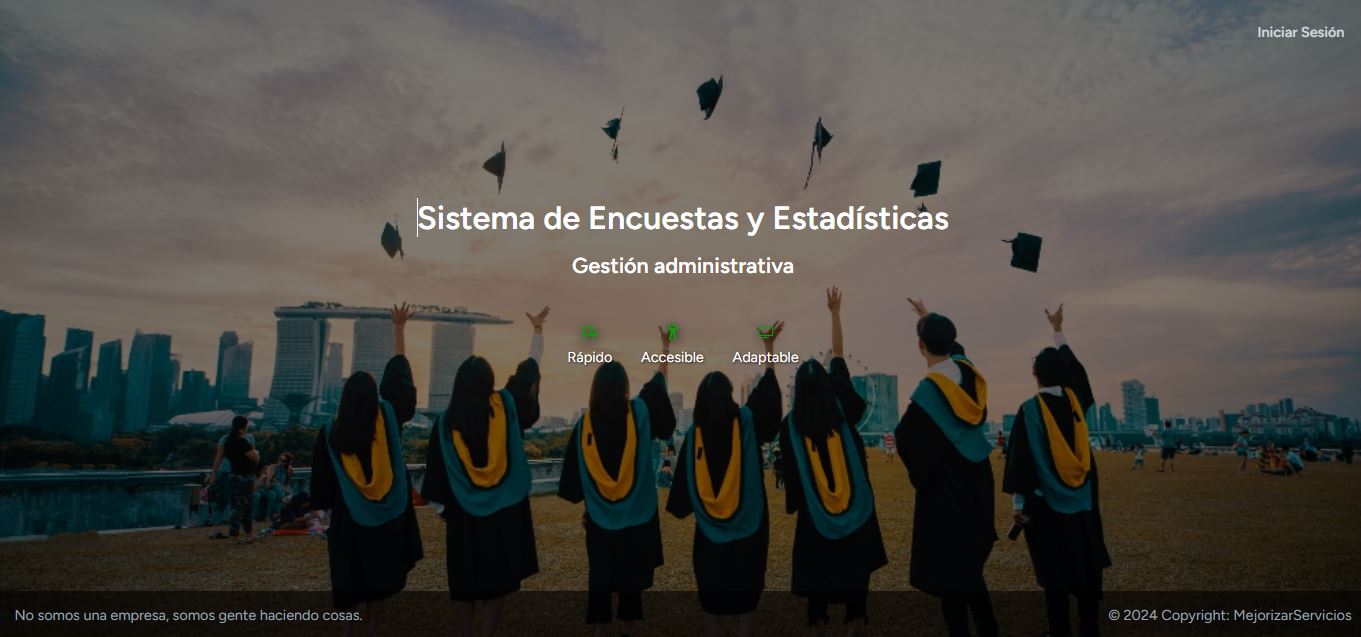 Iniciar Sesión
Sistema de Encuestas y Estadísticas
Gestión administrativa
Rápido Accesible Adaptable
No somos una empresa, somos gente haciendo cosas. © 2024 Copyright: MejorizarServicios